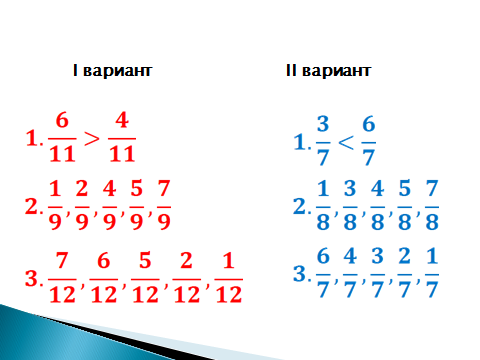 I вариант
1. 6/11 > 4/11
2. 1/9, 2/9, 4/9, 5/9, 7/9
3. 7/12, 6/12, 5/12, 2/12, 1/12
II вариант
1. 3/7 < 6/7
2. 1/8, 3/8, 4/8, 5/8, 7/8
3. 6/7, 4/7, 3/7, 2/7, 1/7